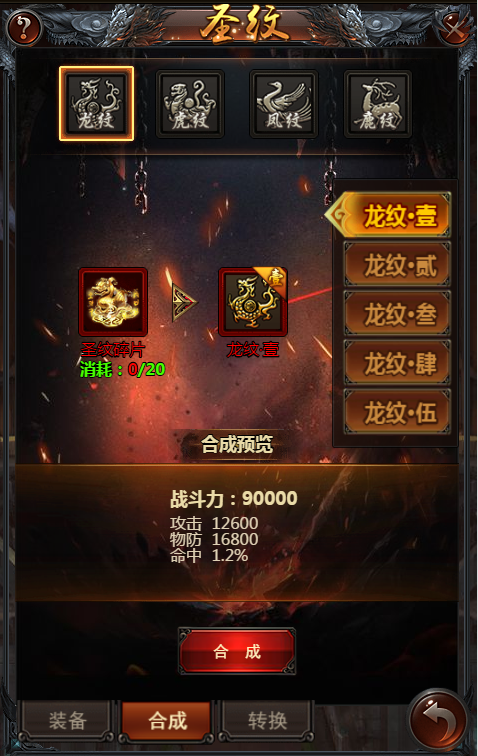 ?
圣纹
龙纹
虎纹
凤纹
鹿纹
龙纹·壹
龙纹·贰
龙纹·叁
龙纹·肆
龙纹·伍
壹
圣纹碎片
龙纹·壹
消耗：0/20
合成预览
战斗力：90000
攻击 12600
物防 16800
命中 1.2%
合 成
装备
合成
转换